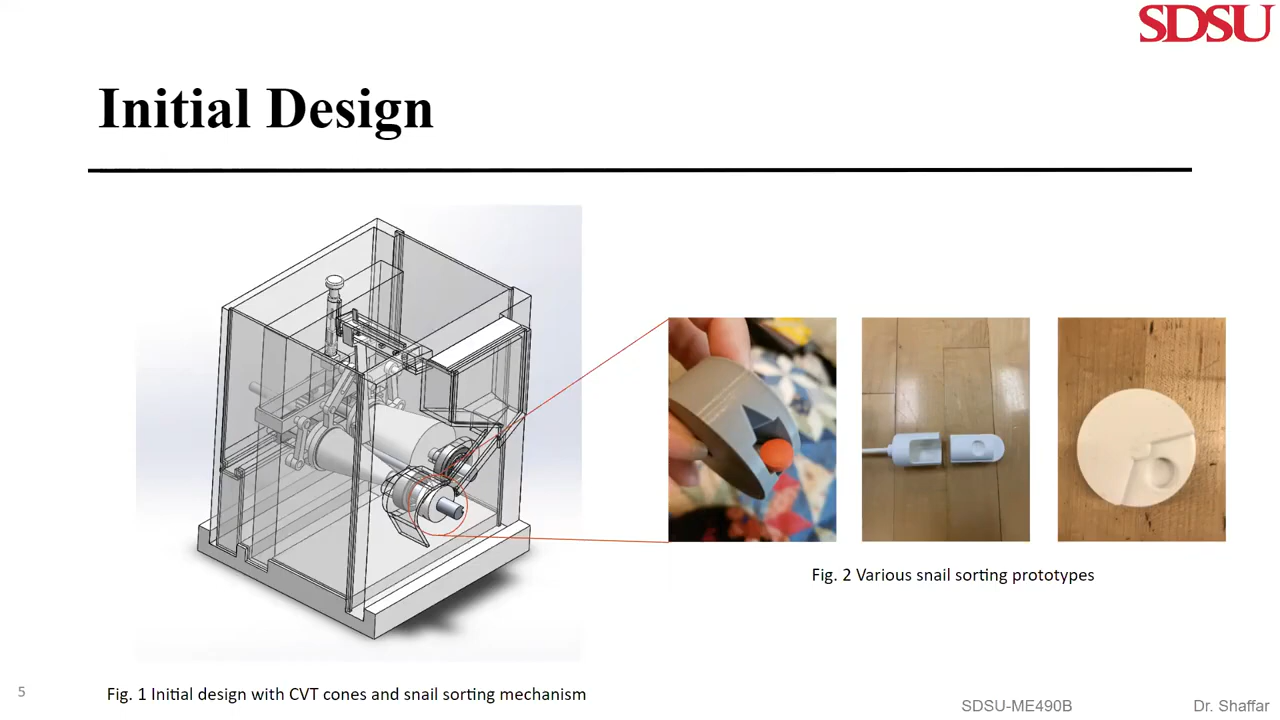 SDSU
Initial Design
Fig. 2 Various snail sorting prototypes
Fig. 1 Initial design with CVT cones and snail sorting mechanism
5
SDSU-ME490B
Dr. Shaffar